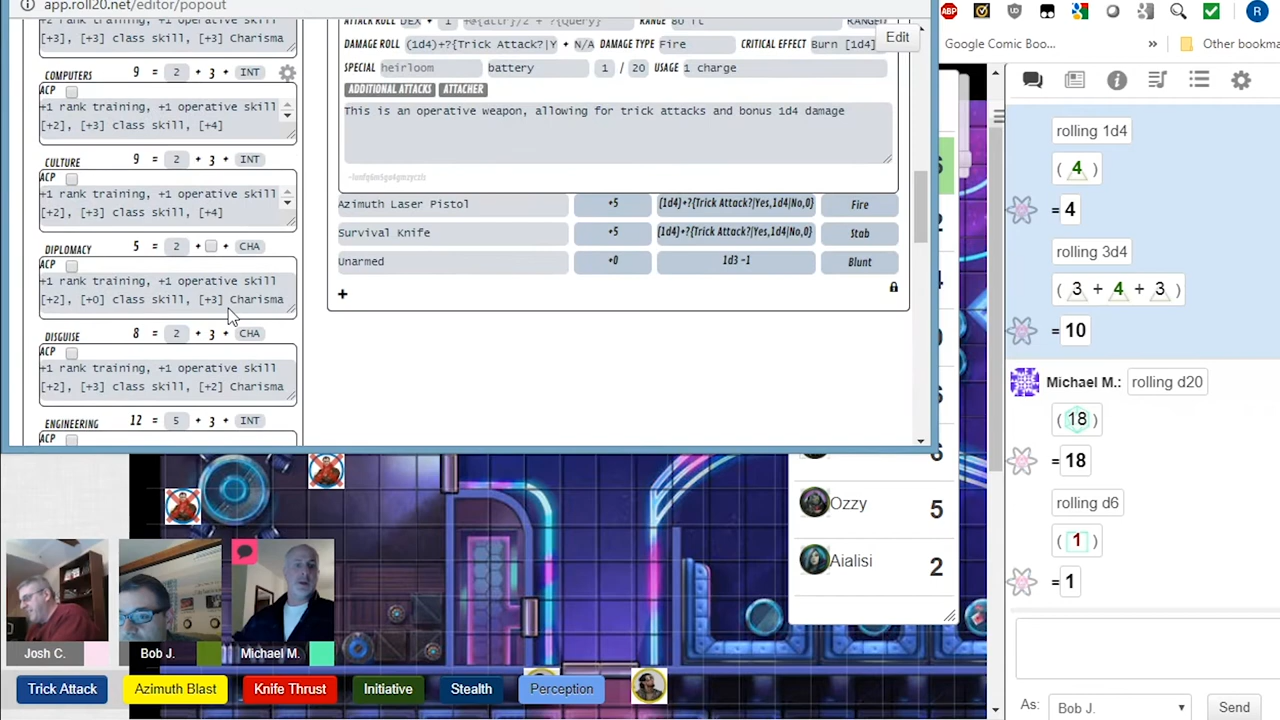 app.roll20.net/editor/popout
[+3], [+3] Charisma
COMPUTERS 9 = 2 + 3 + INT
ACP
+1 rank training, +1 operative skill
[+2], [+3] class skill, [+4]
CULTURE 9 = 2 + 3 + INT
ACP
+1 rank training, +1 operative skill
[+2], [+3] class skill, [+4]
DIPLOMACY 5 = 2 + + CHA
ACP
+1 rank training, +1 operative skill
[+2], [+0] class skill, [+3] Charisma
DISGUISE 8 = 2 + 3 + CHA
ACP
+1 rank training, +1 operative skill
[+2], [+3] class skill, [+2] Charisma
ENGINEERING 12 = 5 + 3 + INT
ACP
ATTACK ROLL DEX + 1 +@{attr}/2 + ?{Query} RANGE 80 ft RANGED
Edit
DAMAGE ROLL (1d4)+?{Trick Attack?|Y + N/A DAMAGE TYPE Fire CRITICAL EFFECT Burn [1d4]
SPECIAL heirloom battery 1 / 20 USAGE 1 charge
ADDITIONAL ATTACKS ATTACHER
This is an operative weapon, allowing for trick attacks and bonus 1d4 damage
Azimuth Laser Pistol +5 (1d4)+?{Trick Attack?|Yes,1d4|No,0} Fire
Survival Knife +5 (1d4)+?{Trick Attack?|Yes,1d4|No,0} Stab
Unarmed +0 1d3 -1 Blunt
+
6
Ozzy 5
Aialisi 2
Josh C.
Bob J.
Michael M.
Trick Attack
Azimuth Blast
Knife Thrust
Initiative
Stealth
Perception
ABP
R
Google Comic Boo...
»
Other bookma
rolling 1d4
( 4 )
= 4
rolling 3d4
( 3 + 4 + 3 )
= 10
Michael M.: rolling d20
( 18 )
= 18
rolling d6
( 1 )
= 1
As: Bob J. Send